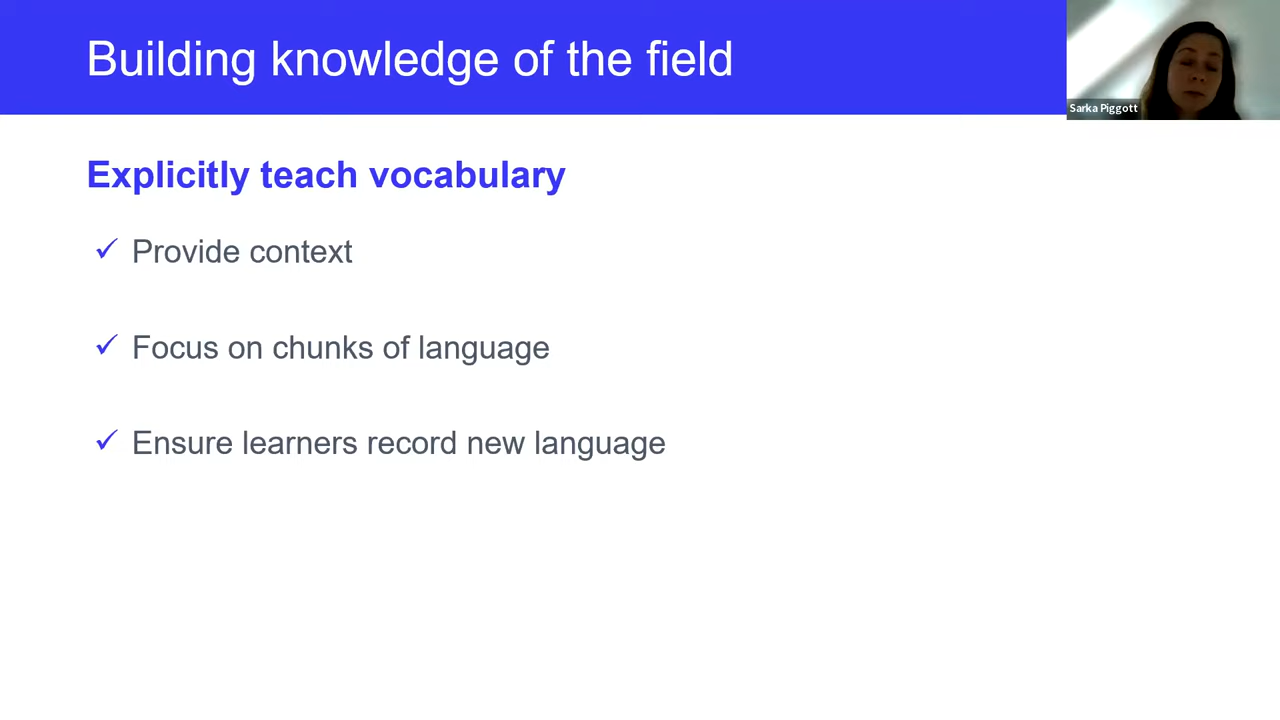 Building knowledge of the field
Sarka Piggott
Explicitly teach vocabulary
✓ Provide context
✓ Focus on chunks of language
✓ Ensure learners record new language